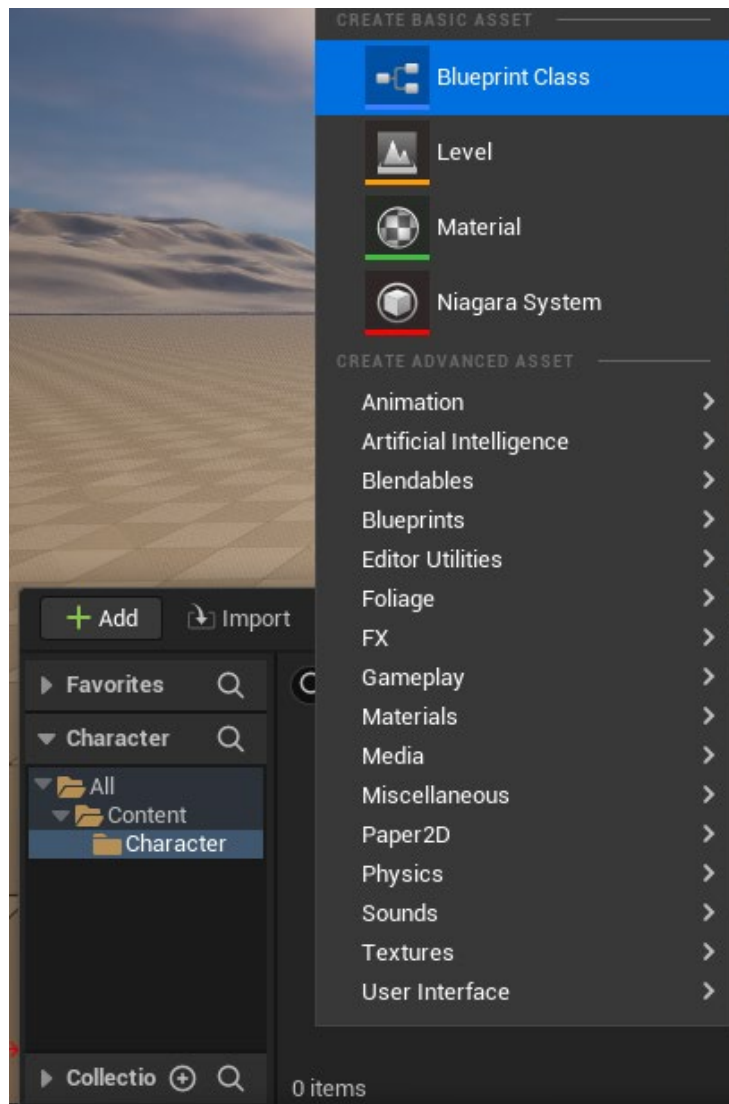 CREATE BASIC ASSET
Blueprint Class
Level
Material
Niagara System
CREATE ADVANCED ASSET
Animation
Artificial Intelligence
Blendables
Blueprints
Editor Utilities
Foliage
FX
Gameplay
Materials
Media
Miscellaneous
Paper2D
Physics
Sounds
Textures
User Interface
Add Import
Favorites
Character
All
Content
Character
Collectio
0 items